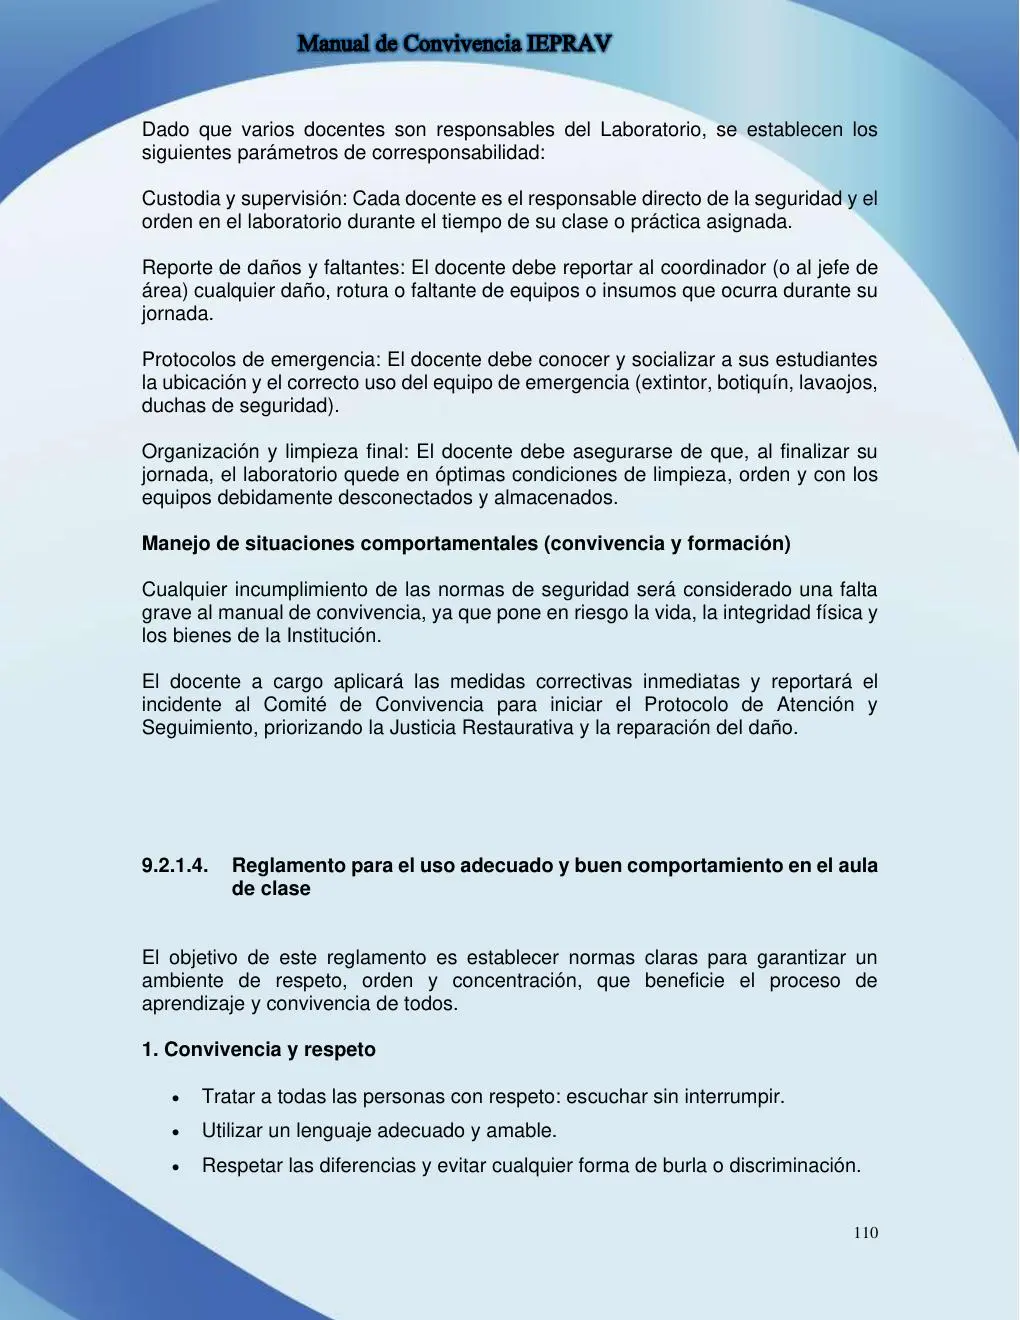 Manual de Convivencia IEPRAV
Dado que varios docentes son responsables del Laboratorio, se establecen los
siguientes parámetros de corresponsabilidad:
Custodia y supervisión: Cada docente es el responsable directo de la seguridad y el
orden en el laboratorio durante el tiempo de su clase o práctica asignada.
Reporte de daños y faltantes: El docente debe reportar al coordinador (o al jefe de
área) cualquier daño, rotura o faltante de equipos o insumos que ocurra durante su
jornada.
Protocolos de emergencia: El docente debe conocer y socializar a sus estudiantes
la ubicación y el correcto uso del equipo de emergencia (extintor, botiquín, lavaojos,
duchas de seguridad).
Organización y limpieza final: El docente debe asegurarse de que, al finalizar su
jornada, el laboratorio quede en óptimas condiciones de limpieza, orden y con los
equipos debidamente desconectados y almacenados.
Manejo de situaciones comportamentales (convivencia y formación)
Cualquier incumplimiento de las normas de seguridad será considerado una falta
grave al manual de convivencia, ya que pone en riesgo la vida, la integridad física y
los bienes de la Institución.
El docente a cargo aplicará las medidas correctivas inmediatas y reportará el
incidente al Comité de Convivencia para iniciar el Protocolo de Atención y
Seguimiento, priorizando la Justicia Restaurativa y la reparación del daño.
9.2.1.4. Reglamento para el uso adecuado y buen comportamiento en el aula
de clase
El objetivo de este reglamento es establecer normas claras para garantizar un
ambiente de respeto, orden y concentración, que beneficie el proceso de
aprendizaje y convivencia de todos.
1. Convivencia y respeto
• Tratar a todas las personas con respeto: escuchar sin interrumpir.
• Utilizar un lenguaje adecuado y amable.
• Respetar las diferencias y evitar cualquier forma de burla o discriminación.
110